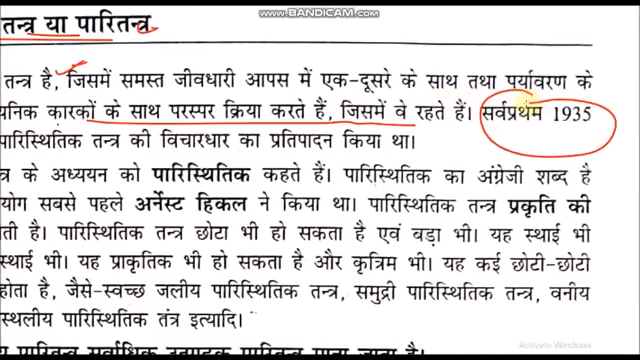 www.BANDICAM.com
तन्त्र या पारितन्त्र
तन्त्र है, जिसमें समस्त जीवधारी आपस में एक-दूसरे के साथ तथा पर्यावरण के
यनिक कारकों के साथ परस्पर क्रिया करते हैं, जिसमें वे रहते हैं। सर्वप्रथम 1935
पारिस्थितिक तन्त्र की विचारधार का प्रतिपादन किया था।
त्र के अध्ययन को पारिस्थितिक कहते हैं। पारिस्थितिक का अंग्रेजी शब्द है
योग सबसे पहले अर्नेस्ट हिकल ने किया था। पारिस्थितिक तन्त्र प्रकृति की
ती है। पारिस्थितिक तन्त्र छोटा भी हो सकता है एवं बड़ा भी। यह स्थाई भी
स्थाई भी। यह प्राकृतिक भी हो सकता है और कृत्रिम भी। यह कई छोटी-छोटी
होता है, जैसे-स्वच्छ जलीय पारिस्थितिक तन्त्र, समुद्री पारिस्थितिक तन्त्र, वनीय
स्थलीय पारिस्थितिक तंत्र इत्यादि।
Activate Windows